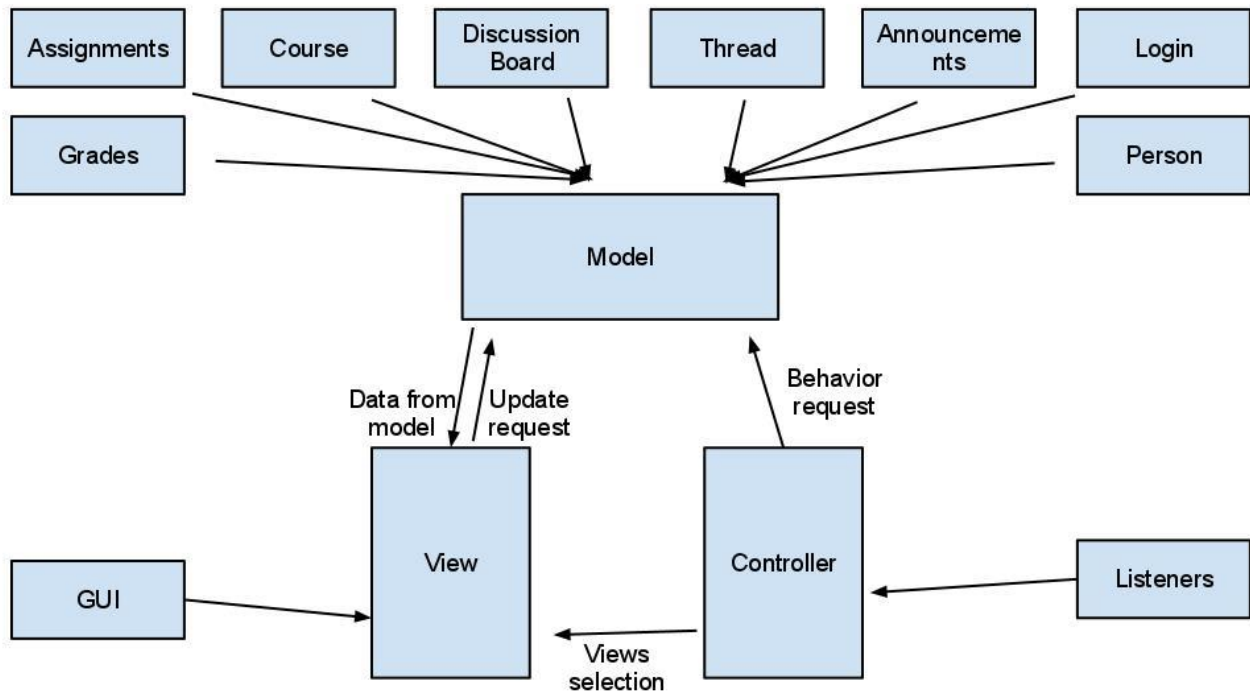 Assignments
Course
Discussion
Board
Thread
Announceme
nts
Login
Grades
Person
Model
Data from
model
Update
request
Behavior
request
View
Controller
GUI
Listeners
Views
selection